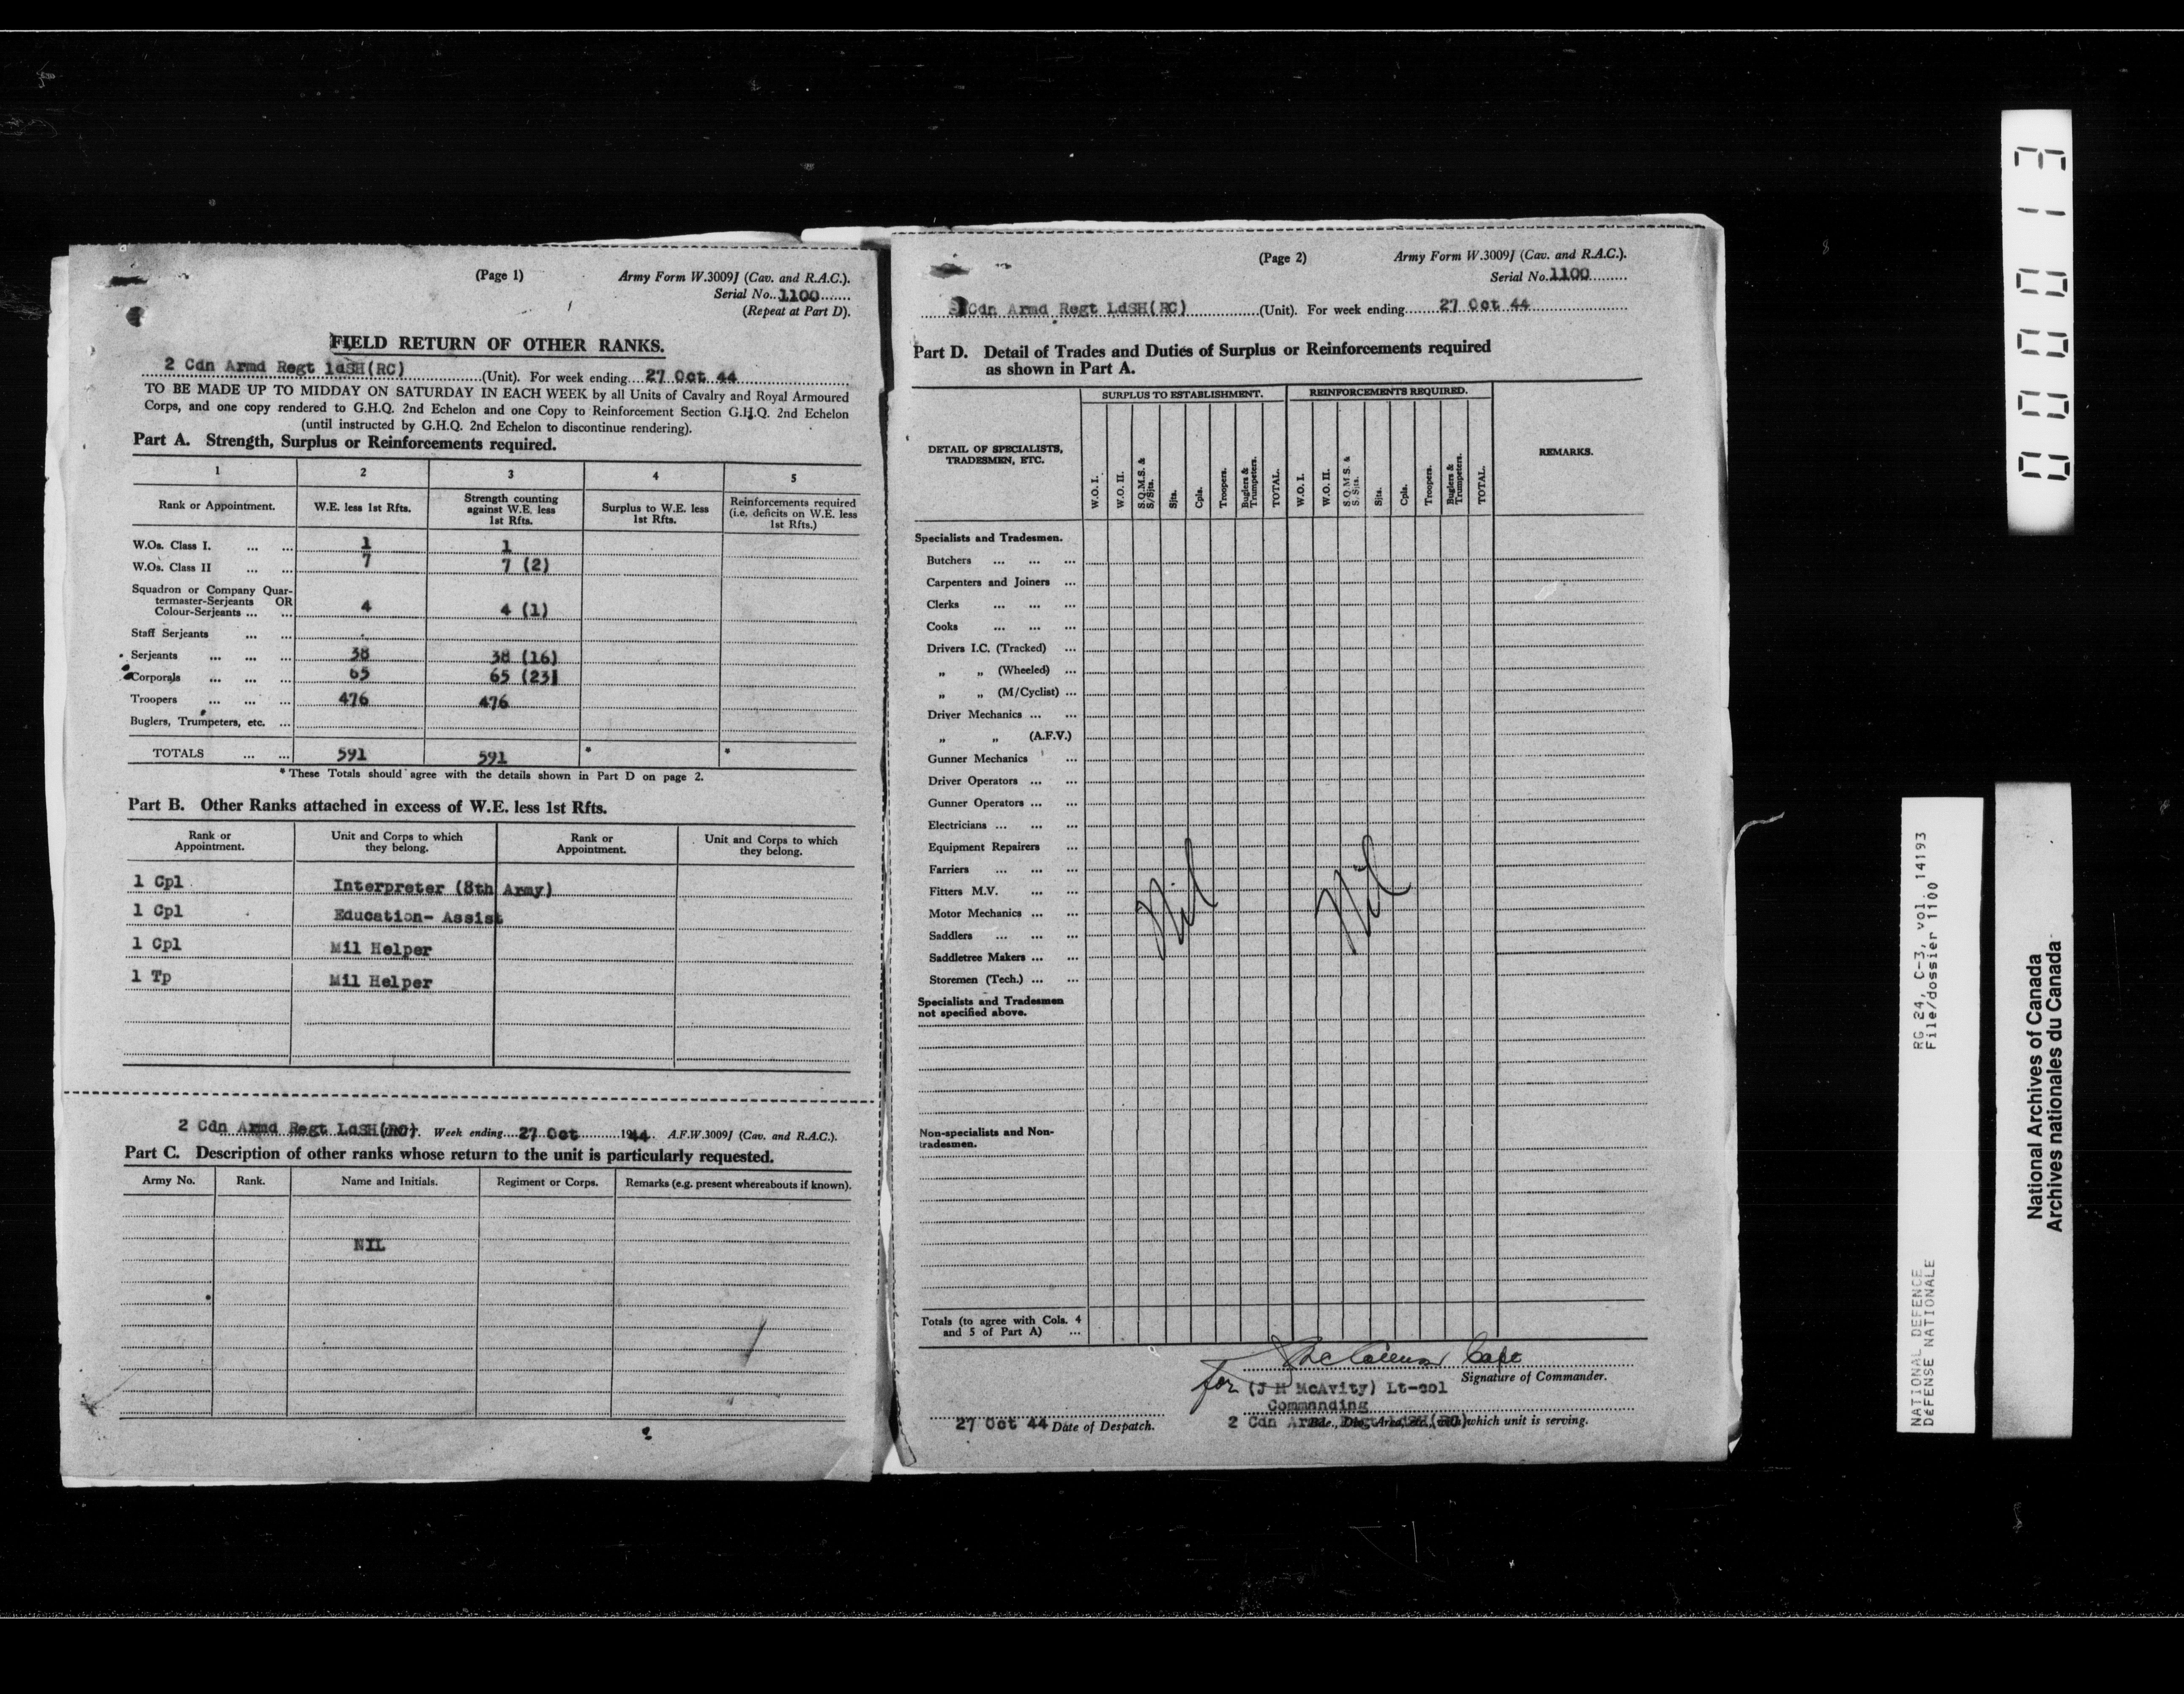 (Page 1)
Army Form W.3009J (Cav. and R.A.C.).
Serial No. 1100
(Repeat at Part D).
FIELD RETURN OF OTHER RANKS.
2 Cdn Armd Regt ldSH(RC) (Unit). For week ending 27 Oct 44
TO BE MADE UP TO MIDDAY ON SATURDAY IN EACH WEEK by all Units of Cavalry and Royal Armoured
Corps, and one copy rendered to G.H.Q. 2nd Echelon and one Copy to Reinforcement Section G.H.Q. 2nd Echelon
(until instructed by G.H.Q. 2nd Echelon to discontinue rendering).
Part A. Strength, Surplus or Reinforcements required.
1 2 3 4 5
Rank or Appointment. W.E. less 1st Rfts. Strength counting against W.E. less 1st Rfts. Surplus to W.E. less 1st Rfts. Reinforcements required (i.e. deficits on W.E. less 1st Rfts.)
W.Os. Class I. ... ... 1 1
W.Os. Class II ... ... 7 7 (2)
Squadron or Company Quar-
termaster-Serjeants OR
Colour-Serjeants ... ... 4 4 (1)
Staff Serjeants ... ...
Serjeants ... ... ... 38 38 (16)
Corporals ... ... ... 65 65 (23)
Troopers ... ... ... 476 476
Buglers, Trumpeters, etc. ...
TOTALS ... ... 591 591 * *
* These Totals should agree with the details shown in Part D on page 2.
Part B. Other Ranks attached in excess of W.E. less 1st Rfts.
Rank or Appointment. Unit and Corps to which they belong. Rank or Appointment. Unit and Corps to which they belong.
1 Cpl Interpreter (8th Army)
1 Cpl Education- Assist
1 Cpl Mil Helper
1 Tp Mil Helper
2 Cdn Armd Regt LdSH(RC). Week ending 27 Oct 1944. A.F.W.3009J (Cav. and R.A.C.).
Part C. Description of other ranks whose return to the unit is particularly requested.
Army No. Rank. Name and Initials. Regiment or Corps. Remarks (e.g. present whereabouts if known).
NIL
(Page 2)
Army Form W.3009J (Cav. and R.A.C.).
Serial No. 1100
Cdn Armd Regt LdSH(RC) (Unit). For week ending 27 Oct 44
Part D. Detail of Trades and Duties of Surplus or Reinforcements required
as shown in Part A.
DETAIL OF SPECIALISTS, TRADESMEN, ETC. SURPLUS TO ESTABLISHMENT. REINFORCEMENTS REQUIRED. REMARKS.
W.O. I. W.O. II. S.Q.M.S. & S/Sjts. Sjts. Cpls. Troopers. Buglers & Trumpeters. TOTAL. W.O. I. W.O. II. S.Q.M.S. & S/Sjts. Sjts. Cpls. Troopers. Buglers & Trumpeters. TOTAL.
Specialists and Tradesmen.
Butchers ... ... ...
Carpenters and Joiners ...
Clerks ... ... ...
Cooks ... ... ...
Drivers I.C. (Tracked) ...
„ „ (Wheeled) ...
„ „ (M/Cyclist) ...
Driver Mechanics ... ...
„ „ (A.F.V.)
Gunner Mechanics ...
Driver Operators ... ...
Gunner Operators ... ...
Electricians ... ... ...
Equipment Repairers ...
Farriers ... ... ...
Fitters M.V. ... ...
Motor Mechanics ... ...
Saddlers ... ... ...
Saddletree Makers ... ...
Storemen (Tech.) ... ...
Nil Nil
Specialists and Tradesmen
not specified above.
Non-specialists and Non-
tradesmen.
Totals (to agree with Cols. 4
and 5 of Part A) ...
Capt
Signature of Commander.
for (J M McAvity) Lt-col
Commanding
27 Oct 44 Date of Despatch.
2 Cdn Armd Regt LdSH(RC) which unit is serving.
000013
NATIONAL DEFENCE RG 24, C-3, vol. 14193
DÉFENSE NATIONALE File/dossier 1100
National Archives of Canada
Archives nationales du Canada